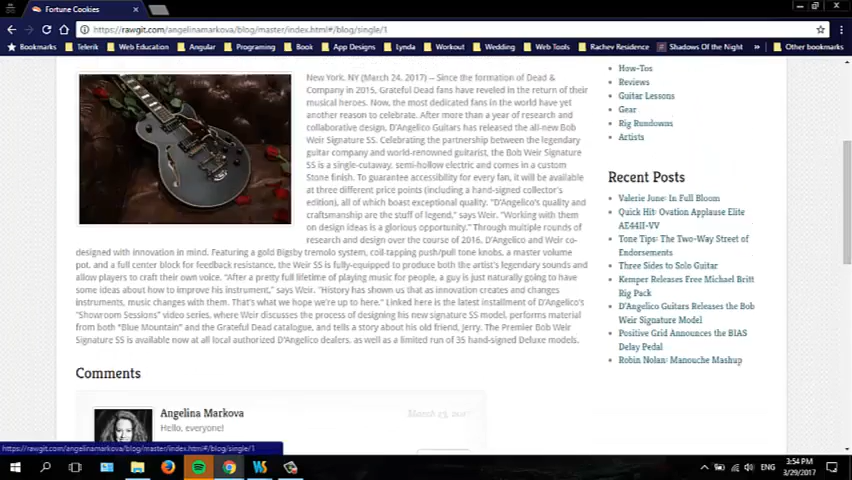 Fortune Cookies
https://rawgit.com/angelinamarkova/blog/master/index.html#/blog/single/1
Bookmarks Telerik Web Education Angular Programing Book App Designs Lynda Workout Wedding Web Tools Rachev Residence Shadows Of the Night » Other bookmarks
New York, NY (March 24, 2017) -- Since the formation of Dead &
Company in 2015, Grateful Dead fans have reveled in the return of their
musical heroes. Now, the most dedicated fans in the world have yet
another reason to celebrate. After more than a year of research and
collaborative design, D'Angelico Guitars has released the all-new Bob
Weir Signature SS. Celebrating the partnership between the legendary
guitar company and world-renowned guitarist, the Bob Weir Signature
SS is a single-cutaway, semi-hollow electric and comes in a custom
Stone finish. To guarantee accessibility for every fan, it will be available
at three different price points (including a hand-signed collector's
edition), all of which boast exceptional quality. "D'Angelico's quality and
craftsmanship are the stuff of legend," says Weir. "Working with them
on design ideas is a glorious opportunity." Through multiple rounds of
research and design over the course of 2016, D'Angelico and Weir co-
designed with innovation in mind. Featuring a gold Bigsby tremolo system, coil-tapping push/pull tone knobs, a master volume
pot, and a full center block for feedback resistance, the Weir SS is fully-equipped to produce both the artist's legendary sounds and
allow players to craft their own voice. "After a pretty full lifetime of playing music for people, a guy is just naturally going to have
some ideas about how to improve his instrument," says Weir. "History has shown us that as innovation creates and changes
instruments, music changes with them. That's what we hope we're up to here." Linked here is the latest installment of D'Angelico's
"Showroom Sessions" video series, where Weir discusses the process of designing his new signature SS model, performs material
from both "Blue Mountain" and the Grateful Dead catalogue, and tells a story about his old friend, Jerry. The Premier Bob Weir
Signature SS is available now at all local authorized D'Angelico dealers, as well as a limited run of 35 hand-signed Deluxe models.
Comments
Angelina Markova
March 23, 201
Hello, everyone!
How-Tos
Reviews
Guitar Lessons
Gear
Rig Rundowns
Artists
Recent Posts
Valerie June: In Full Bloom
Quick Hit: Ovation Applause Elite
AE44II-VV
Tone Tips: The Two-Way Street of
Endorsements
Three Sides to Solo Guitar
Kemper Releases Free Michael Britt
Rig Pack
D'Angelico Guitars Releases the Bob
Weir Signature Model
Positive Grid Announces the BIAS
Delay Pedal
Robin Nolan: Manouche Mashup
https://rawgit.com/angelinamarkova/blog/master/index.html#/blog/single/1
ENG
3:54 PM
3/29/2017